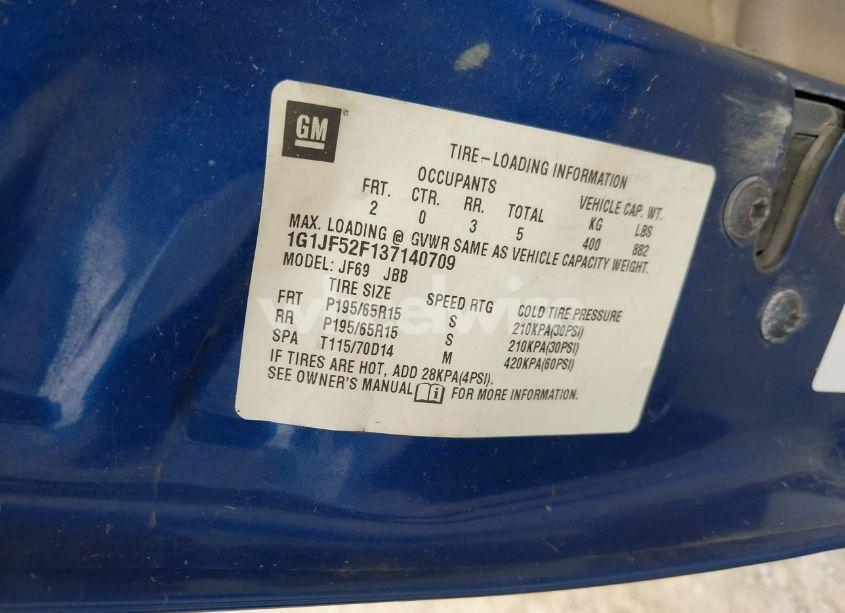 GM
TIRE-LOADING INFORMATION
OCCUPANTS
VEHICLE CAP. WT.
FRT. CTR. RR. TOTAL KG LBS
2 0 3 5 400 882
MAX. LOADING @ GVWR SAME AS VEHICLE CAPACITY WEIGHT.
1G1JF52F137140709
MODEL: JF69 JBB
TIRE SIZE SPEED RTG COLD TIRE PRESSURE
FRT P195/65R15 S 210KPA(30PSI)
RR P195/65R15 S 210KPA(30PSI)
SPA T115/70D14 M 420KPA(60PSI)
IF TIRES ARE HOT, ADD 28KPA(4PSI).
SEE OWNER'S MANUAL FOR MORE INFORMATION.